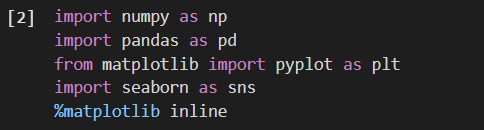 [2] import numpy as np
import pandas as pd
from matplotlib import pyplot as plt
import seaborn as sns
%matplotlib inline